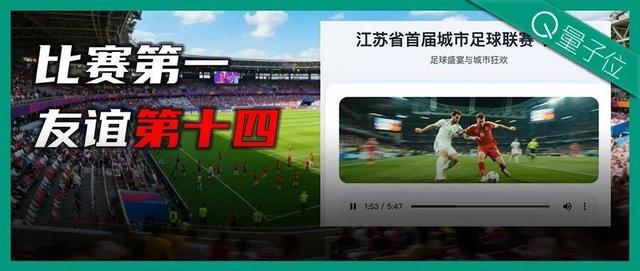 比赛第一
友谊第十四
江苏省首届城市足球联赛
足球盛宴与城市狂欢
1:53 / 5:47
量子位